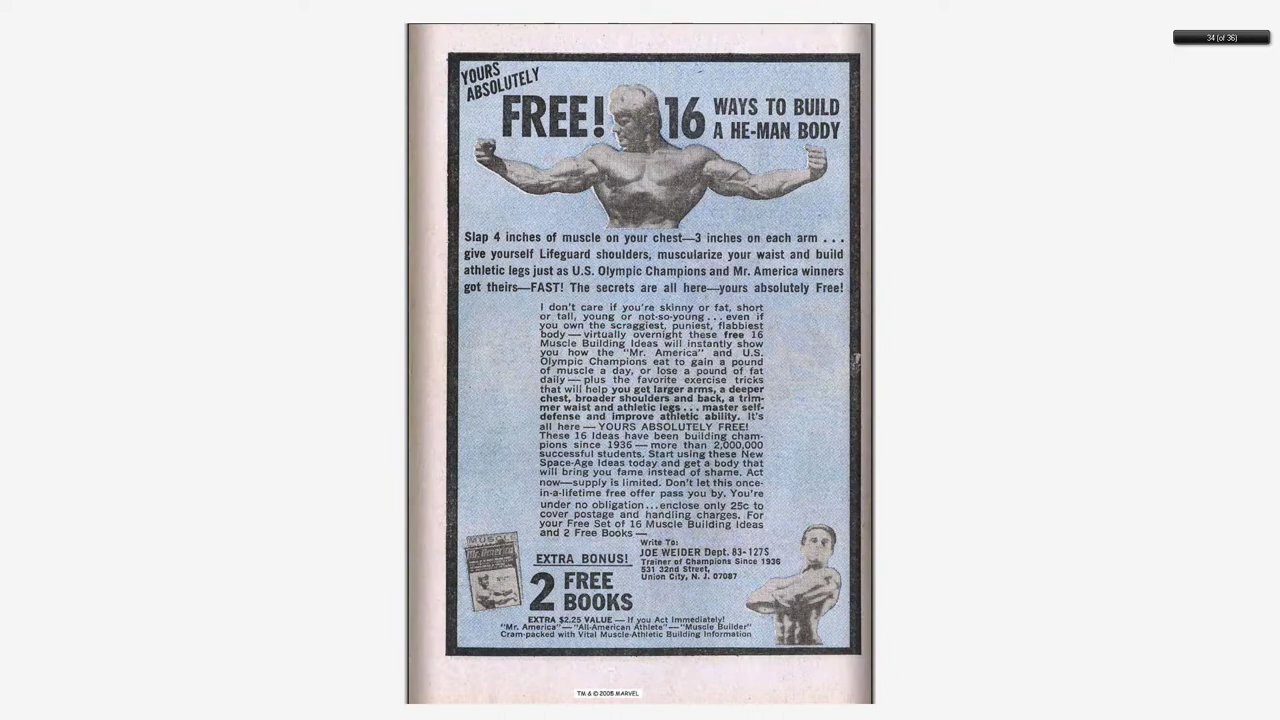 34 (of 36)
YOURS
ABSOLUTELY
FREE! 16 WAYS TO BUILD
A HE-MAN BODY
Slap 4 inches of muscle on your chest—3 inches on each arm . . .
give yourself Lifeguard shoulders, muscularize your waist and build
athletic legs just as U.S. Olympic Champions and Mr. America winners
got theirs—FAST! The secrets are all here—yours absolutely Free!
I don't care if you're skinny or fat, short
or tall, young or not-so-young . . . even if
you own the scraggiest, puniest, flabbiest
body — virtually overnight these free 16
Muscle Building Ideas will instantly show
you how the "Mr. America" and U.S.
Olympic Champions eat to gain a pound
of muscle a day, or lose a pound of fat
daily — plus the favorite exercise tricks
that will help you get larger arms, a deeper
chest, broader shoulders and back, a trim-
mer waist and athletic legs . . . master self-
defense and improve athletic ability. It's
all here — YOURS ABSOLUTELY FREE!
These 16 Ideas have been building cham-
pions since 1936 — more than 2,000,000
successful students. Start using these New
Space-Age Ideas today and get a body that
will bring you fame instead of shame. Act
now—supply is limited. Don't let this once-
in-a-lifetime free offer pass you by. You're
under no obligation . . . enclose only 25c to
cover postage and handling charges. For
your Free Set of 16 Muscle Building Ideas
and 2 Free Books —
Write To:
JOE WEIDER Dept. 83-127S
Trainer of Champions Since 1936
531 32nd Street,
Union City, N. J. 07087
MUSCLE
Mr. America
EXTRA BONUS!
2 FREE
BOOKS
EXTRA $2.25 VALUE — If you Act Immediately!
"Mr. America"—"All-American Athlete"—"Muscle Builder"
Cram-packed with Vital Muscle-Athletic Building Information
TM & © 2005 MARVEL